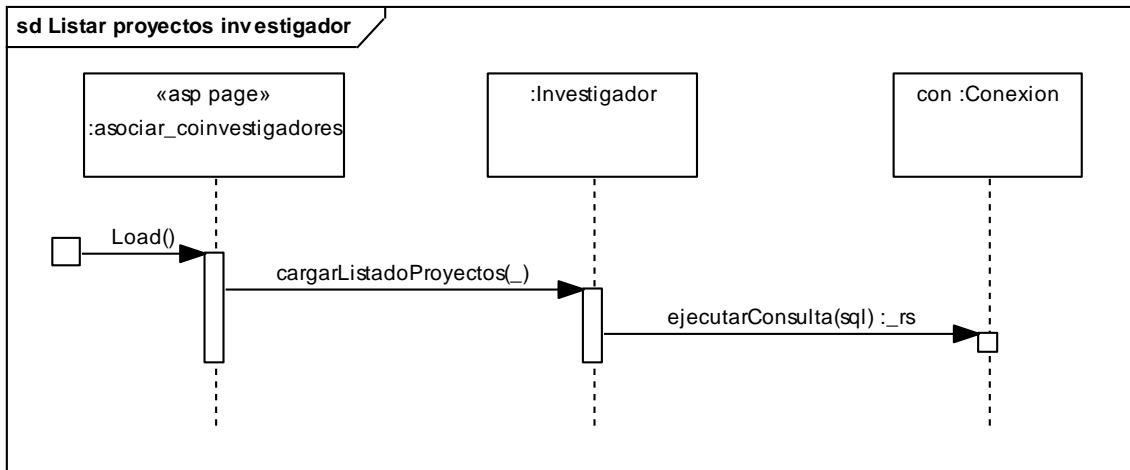 sd Listar proyectos investigador
«asp page»
:asociar_coinvestigadores
:Investigador
con :Conexion
Load()
cargarListadoProyectos(_)
ejecutarConsulta(sql) :_rs